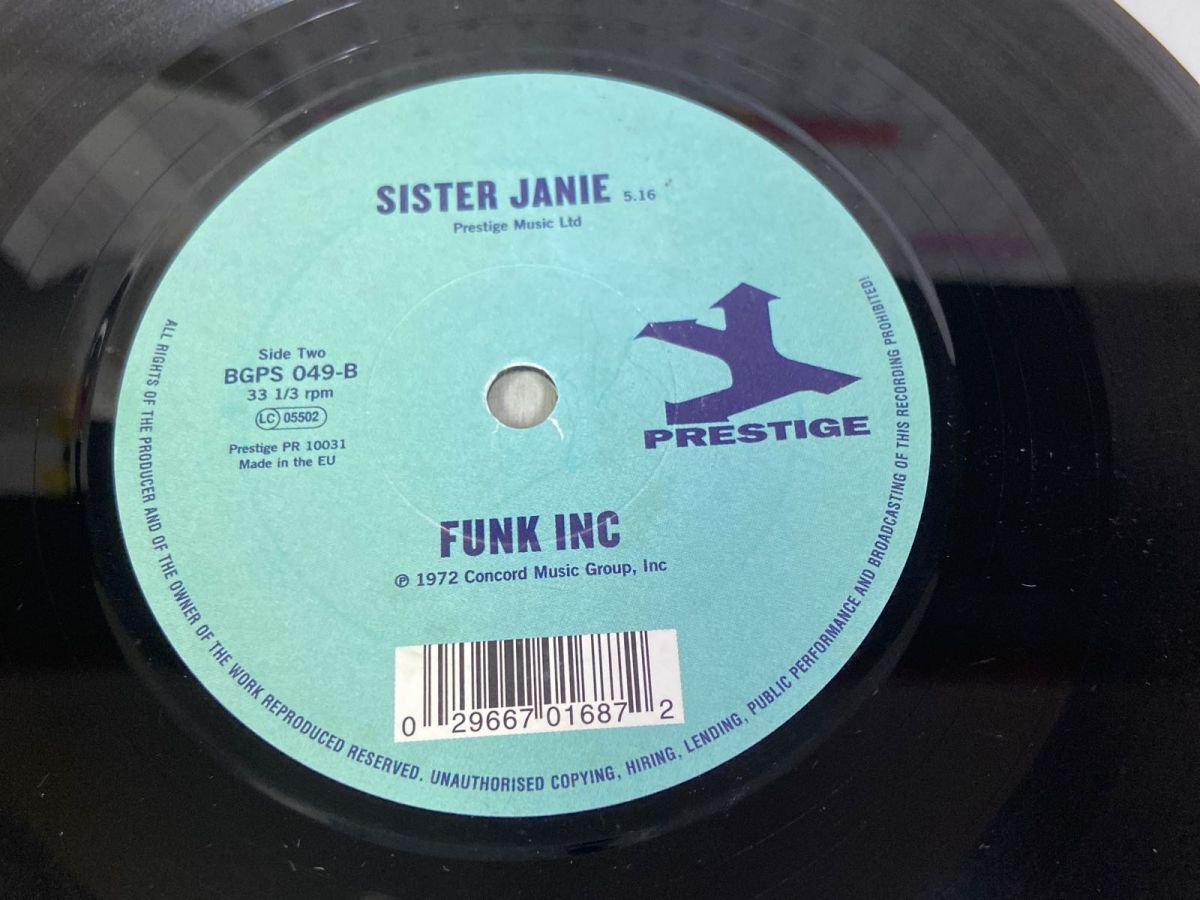 SISTER JANIE 5.16
Prestige Music Ltd
Side Two
BGPS 049-B
33 1/3 rpm
LC 05502
Prestige PR 10031
Made in the EU
PRESTIGE
FUNK INC
℗ 1972 Concord Music Group, Inc
0 29667 01687 2
ALL RIGHTS OF THE PRODUCER AND OF THE OWNER OF THE WORK REPRODUCED RESERVED. UNAUTHORISED COPYING, HIRING, LENDING, PUBLIC PERFORMANCE AND BROADCASTING OF THIS RECORDING PROHIBITED!